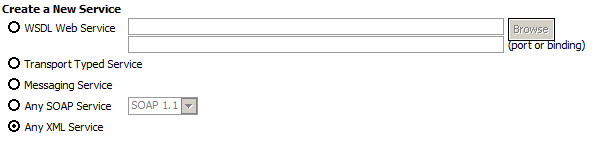 Create a New Service
WSDL Web Service
Browse
(port or binding)
Transport Typed Service
Messaging Service
Any SOAP Service SOAP 1.1
Any XML Service